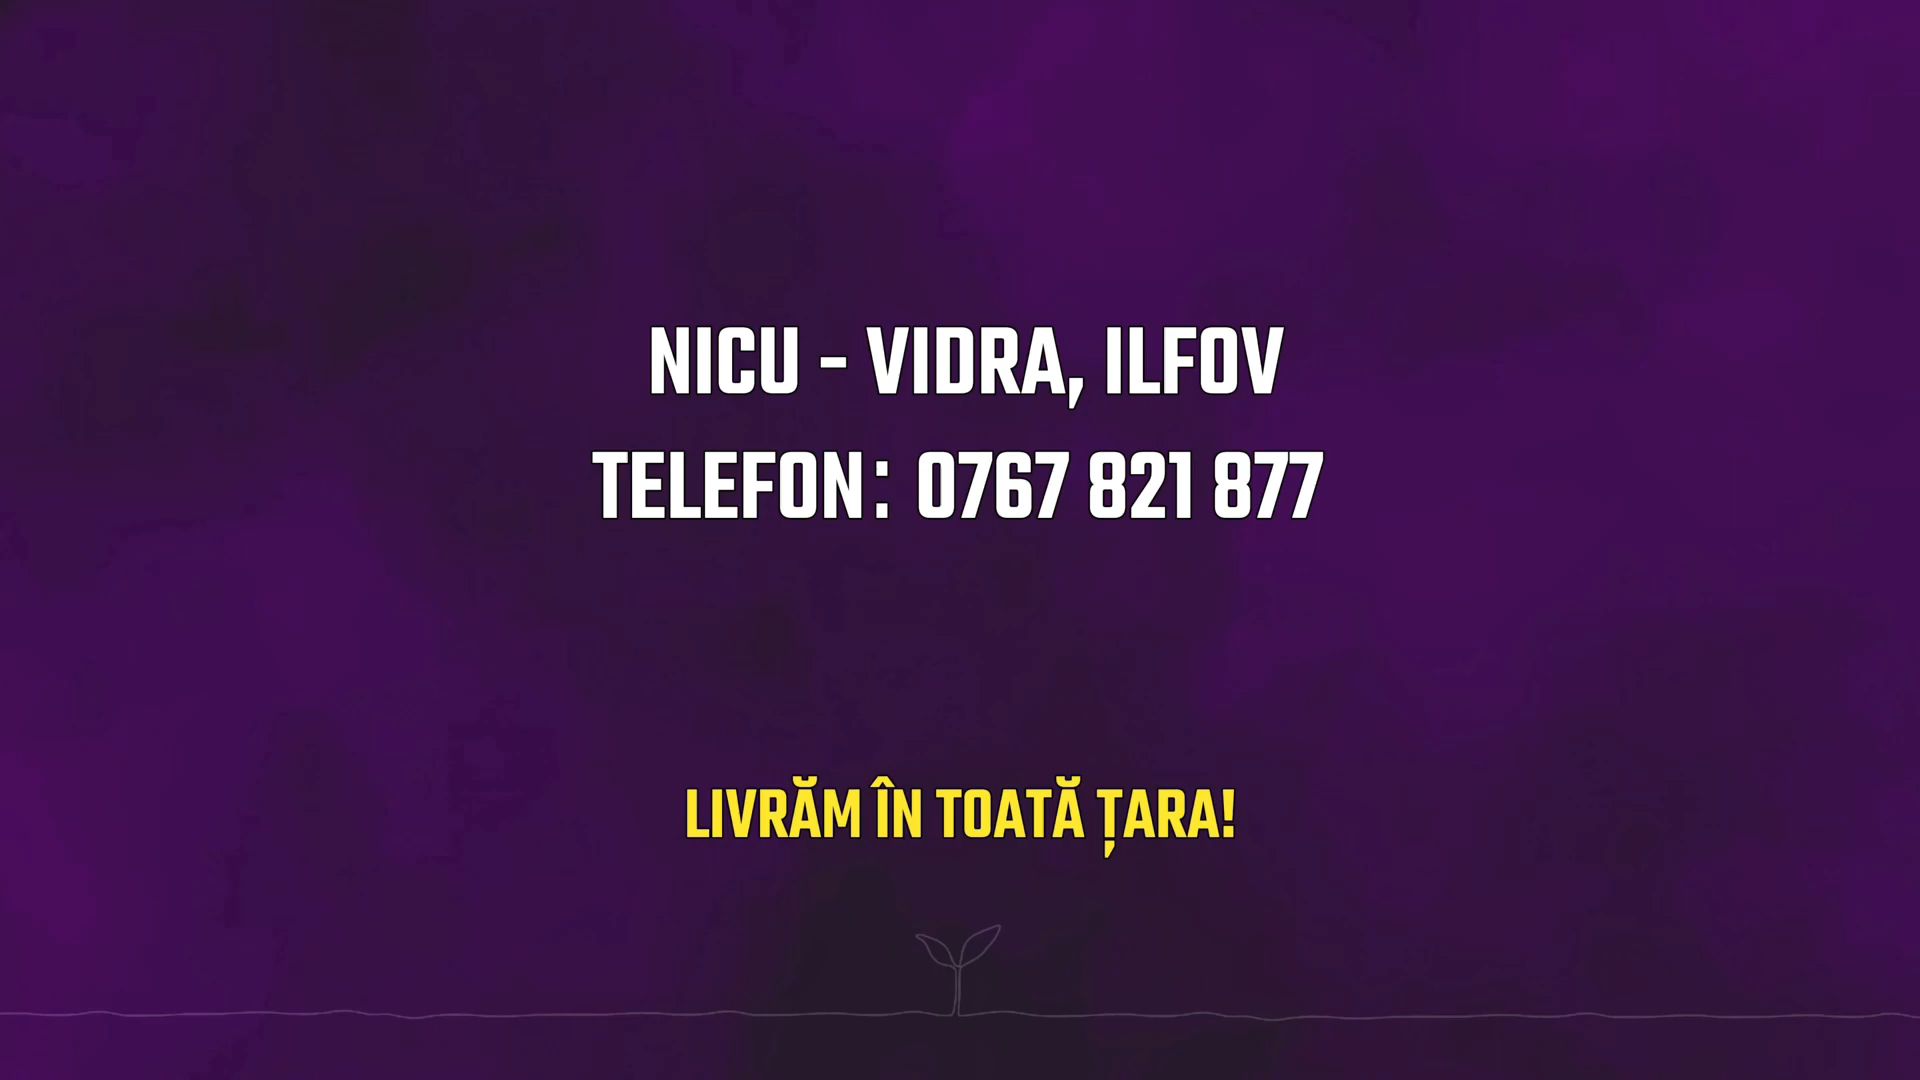 NICU - VIDRA, ILFOV
TELEFON: 0767 821 877
LIVRĂM ÎN TOATĂ ȚARA!